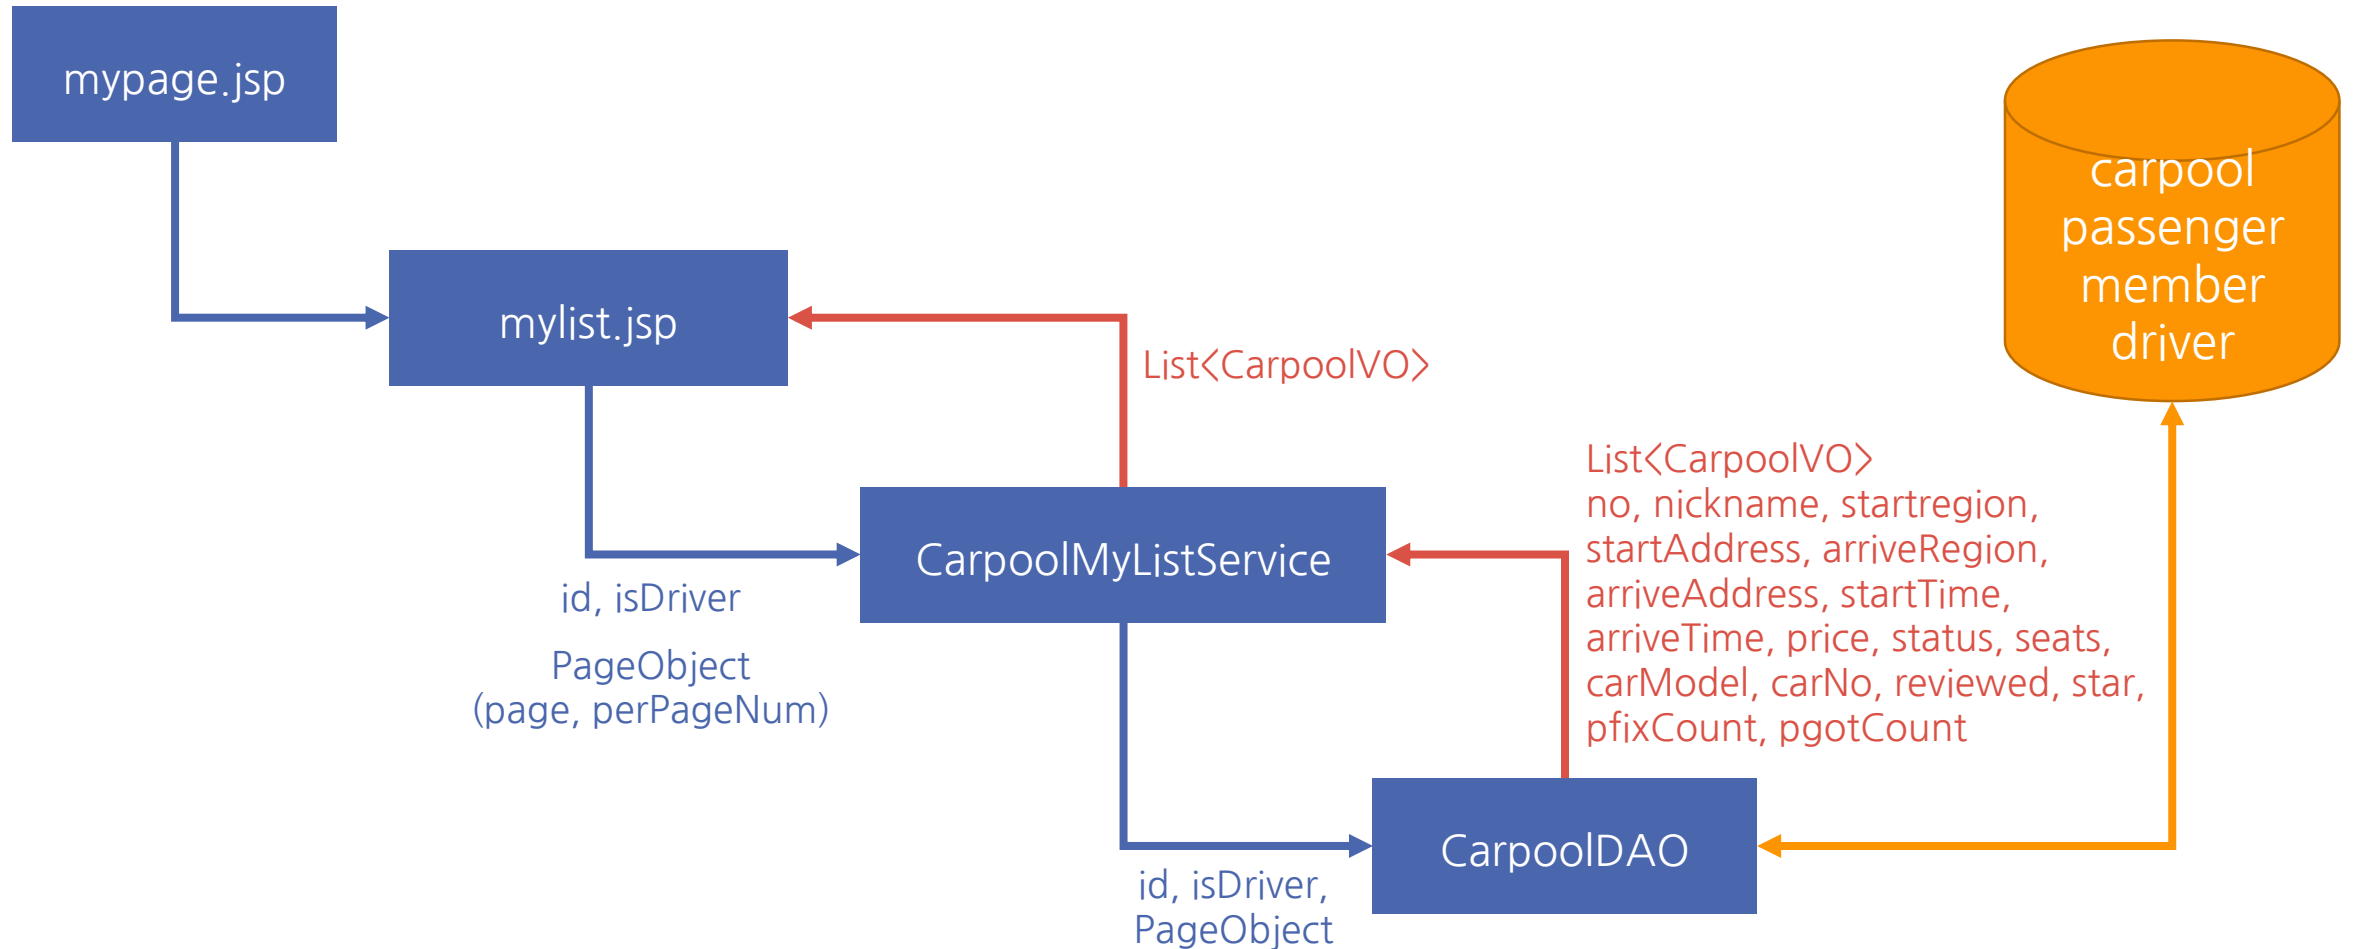 mypage.jsp
carpool
passenger
member
driver
mylist.jsp
List<CarpoolVO>
List<CarpoolVO>
no, nickname, startregion,
startAddress, arriveRegion,
arriveAddress, startTime,
arriveTime, price, status, seats,
carModel, carNo, reviewed, star,
pfixCount, pgotCount
CarpoolMyListService
id, isDriver
PageObject
(page, perPageNum)
CarpoolDAO
id, isDriver,
PageObject